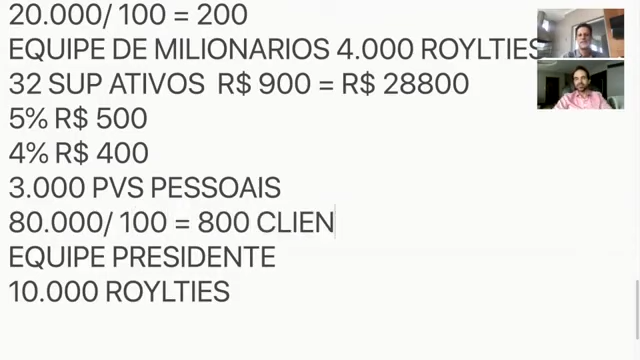 20.000/ 100 = 200
EQUIPE DE MILIONARIOS 4.000 ROYLTIES
32 SUP ATIVOS R$ 900 = R$ 28800
5% R$ 500
4% R$ 400
3.000 PVS PESSOAIS
80.000/ 100 = 800 CLIEN
EQUIPE PRESIDENTE
10.000 ROYLTIES